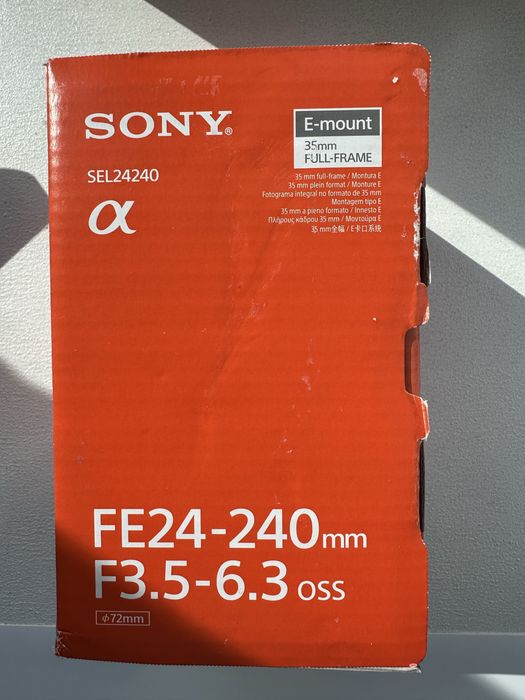 SONY®
E-mount
35mm
FULL-FRAME
SEL24240
α
35 mm full-frame / Montura E
35 mm plein format / Monture E
Fotograma integral no formato de 35 mm
Montagem tipo E
35 mm a pieno formato / Innesto E
Πλήρους κάδρου 35 mm / Μοντούρα E
35 mm全幅 / E卡口系统
FE24-240mm
F3.5-6.3 OSS
φ72mm